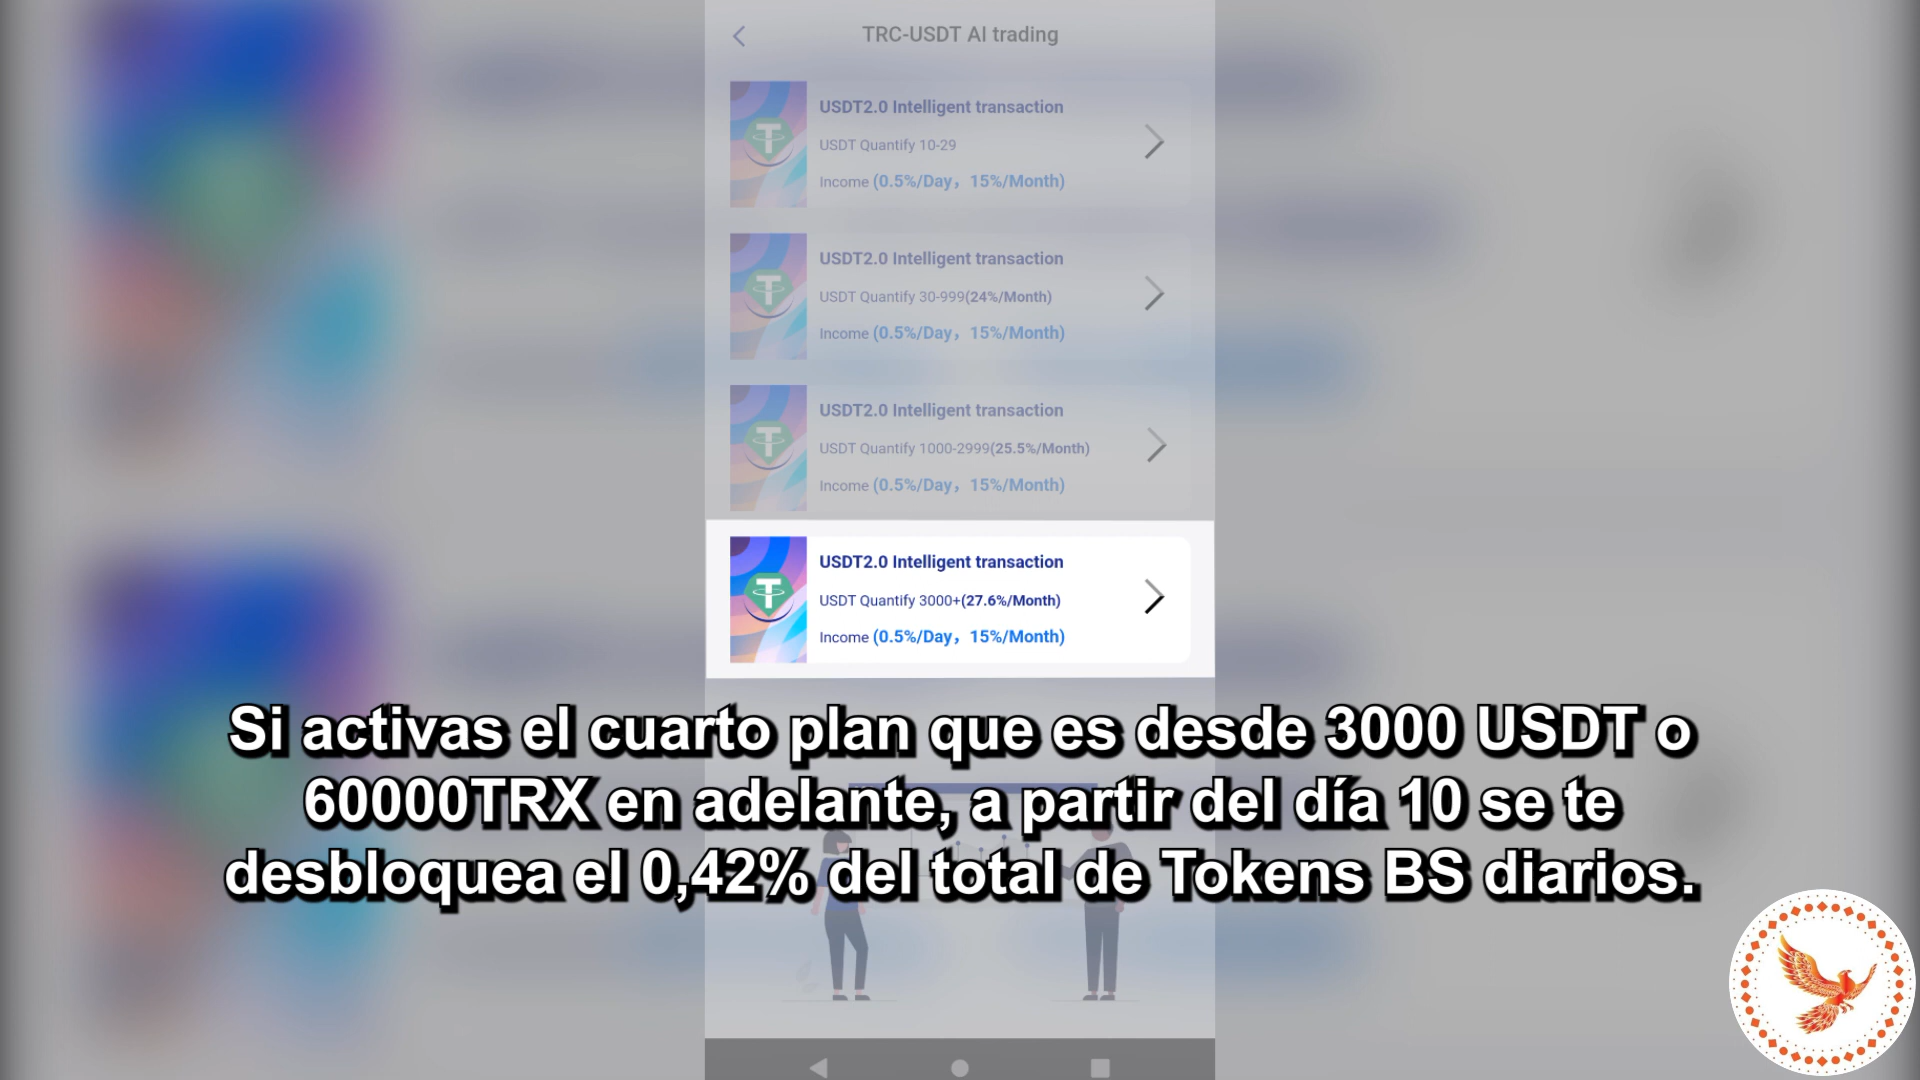 TRC-USDT AI trading
USDT2.0 Intelligent transaction
USDT Quantify 10-29
Income (0.5%/Day，15%/Month)
USDT2.0 Intelligent transaction
USDT Quantify 30-999(24%/Month)
Income (0.5%/Day，15%/Month)
USDT2.0 Intelligent transaction
USDT Quantify 1000-2999(25.5%/Month)
Income (0.5%/Day，15%/Month)
USDT2.0 Intelligent transaction
USDT Quantify 3000+(27.6%/Month)
Income (0.5%/Day，15%/Month)
Si activas el cuarto plan que es desde 3000 USDT o
60000TRX en adelante, a partir del día 10 se te
desbloquea el 0,42% del total de Tokens BS diarios.